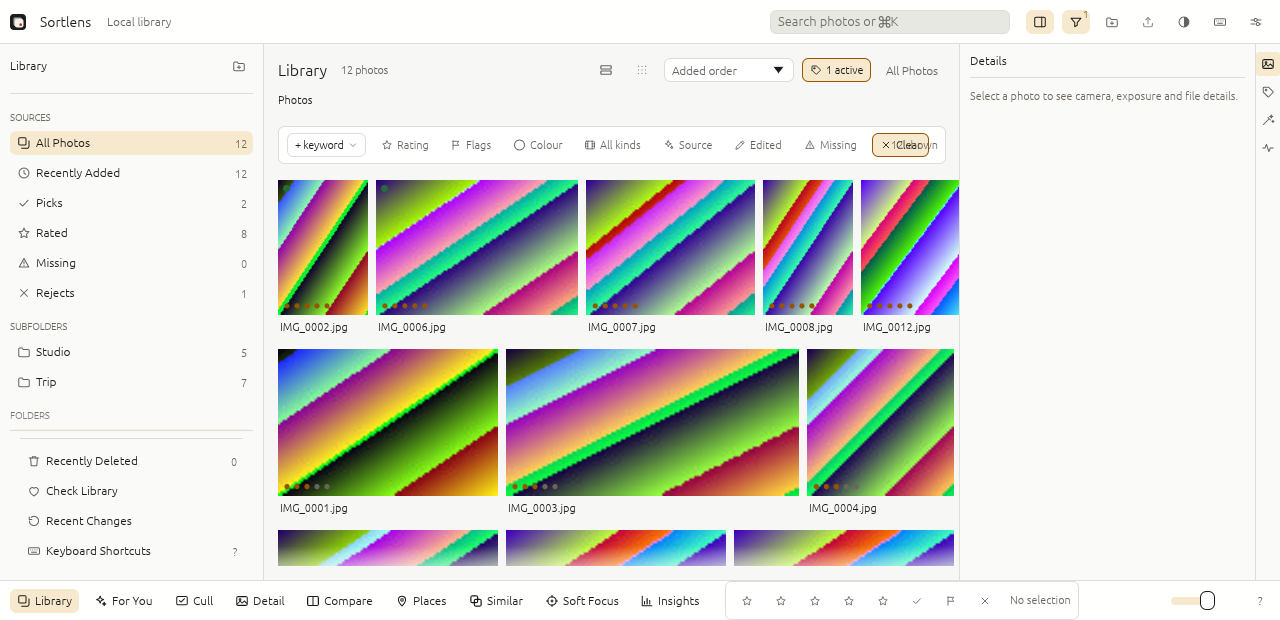 Sortlens Local library Search photos or ⌘K 1
Library
Library 12 photos Added order 1 active All Photos
Details
Photos
Select a photo to see camera, exposure and file details.
SOURCES
All Photos 12
Recently Added 12
Picks 2
Rated 8
Missing 0
Rejects 1
+ keyword Rating Flags Colour All kinds Source Edited Missing Clear 12 shown
IMG_0002.jpg IMG_0006.jpg IMG_0007.jpg IMG_0008.jpg IMG_0012.jpg
SUBFOLDERS
Studio 5
Trip 7
FOLDERS
Recently Deleted 0
Check Library
Recent Changes
Keyboard Shortcuts ?
IMG_0001.jpg IMG_0003.jpg IMG_0004.jpg
Library For You Cull Detail Compare Places Similar Soft Focus Insights No selection ?